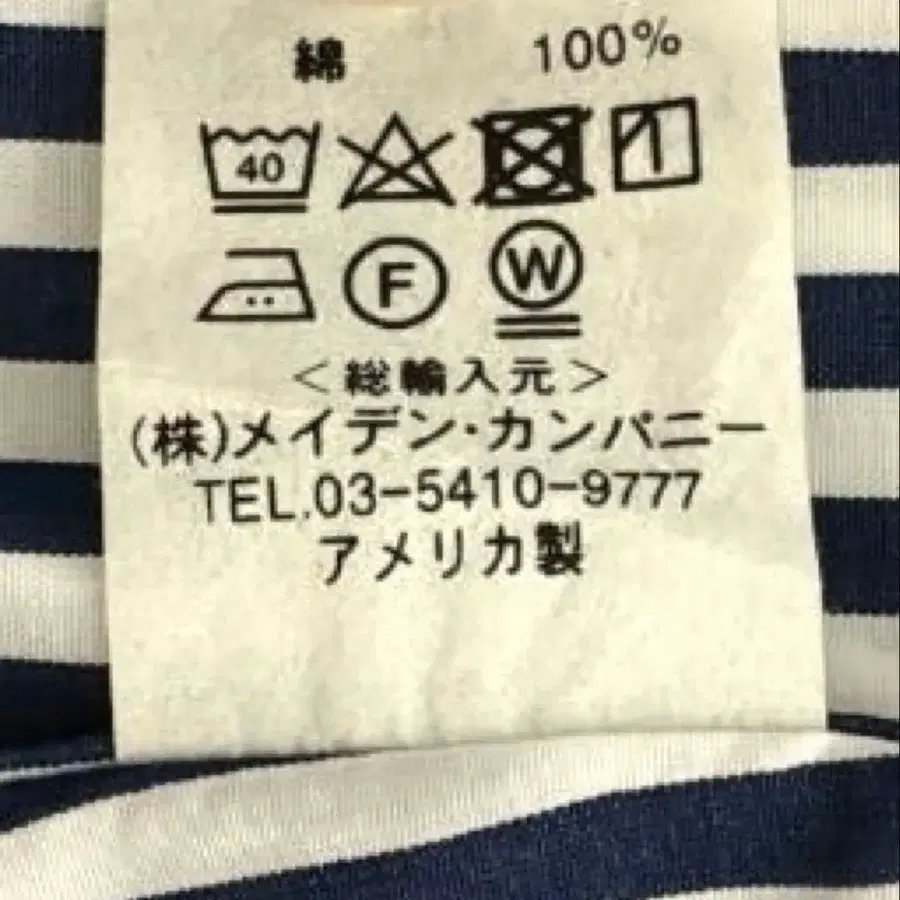 綿 100%
40
F W
<総輸入元>
(株)メイデン・カンパニー
TEL.03-5410-9777
アメリカ製